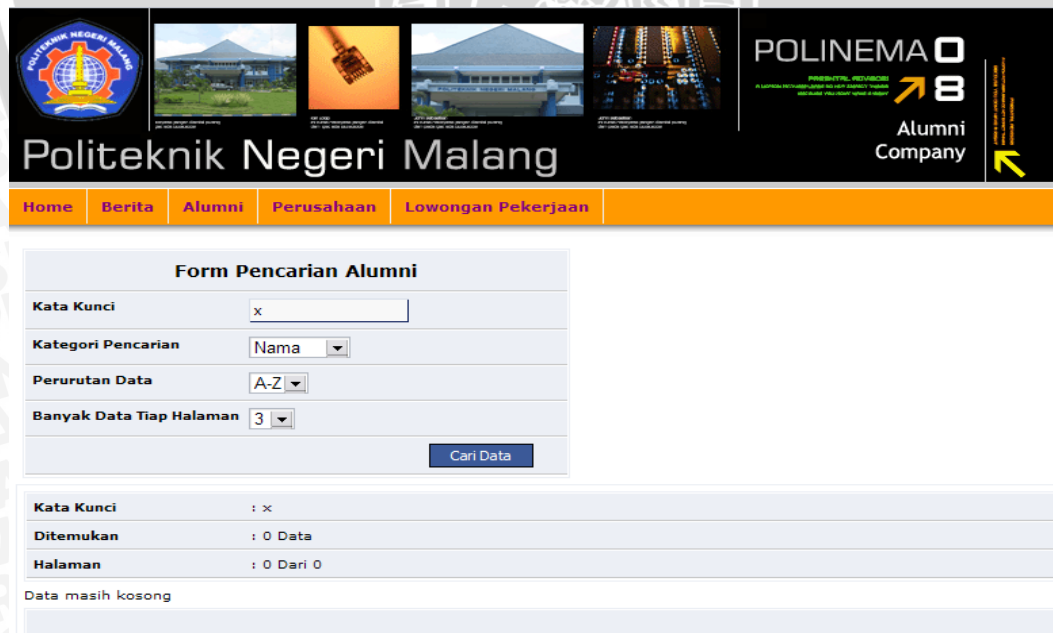 POLITEKNIK NEGERI MALANG
POLINEMA 0
8
Alumni
Company
Politeknik Negeri Malang
Home Berita Alumni Perusahaan Lowongan Pekerjaan
Form Pencarian Alumni
Kata Kunci x
Kategori Pencarian Nama
Perurutan Data A-Z
Banyak Data Tiap Halaman 3
Cari Data
Kata Kunci : x
Ditemukan : 0 Data
Halaman : 0 Dari 0
Data masih kosong